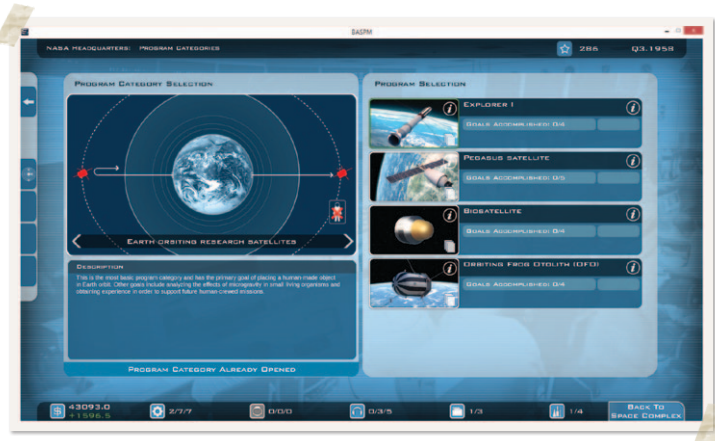 BASPM
NASA Headquarters: Program Categories
286
Q3.1958
Program Category Selection
Earth orbiting research satellites
Description
This is the most basic program category and has the primary goal of placing a human made object
in Earth orbit. Other goals include analyzing the effects of microgravity in small living organisms and
obtaining experience in order to support future human-crewed missions.
Program Category Already Opened
Program Selection
Explorer I
Goals Accomplished: 0/4
Pegasus satellite
Goals Accomplished: 0/5
Biosatellite
Goals Accomplished: 0/4
Orbiting Frog Otolith (OFO)
Goals Accomplished: 0/4
43093.0
+1596.5
2/7/7
0/0/0
0/3/5
1/3
1/4
Back To
Space Complex